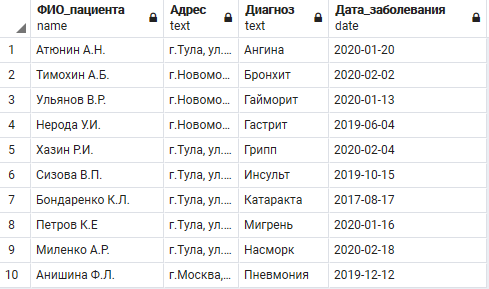 ФИО_пациента Адрес Диагноз Дата_заболевания
name text text date
1 Атюнин А.Н. г.Тула, ул.... Ангина 2020-01-20
2 Тимохин А.Б. г.Новомо... Бронхит 2020-02-02
3 Ульянов В.Р. г.Новомо... Гайморит 2020-01-13
4 Нерода У.И. г.Новомо... Гастрит 2019-06-04
5 Хазин Р.И. г.Тула, ул.... Грипп 2020-02-04
6 Сизова В.П. г.Тула, ул.... Инсульт 2019-10-15
7 Бондаренко К.Л. г.Тула, ул.... Катаракта 2017-08-17
8 Петров К.Е г.Тула, ул.... Мигрень 2020-01-16
9 Миленко А.Р. г.Тула, ул.... Насморк 2020-02-18
10 Анишина Ф.Л. г.Москва,... Пневмония 2019-12-12